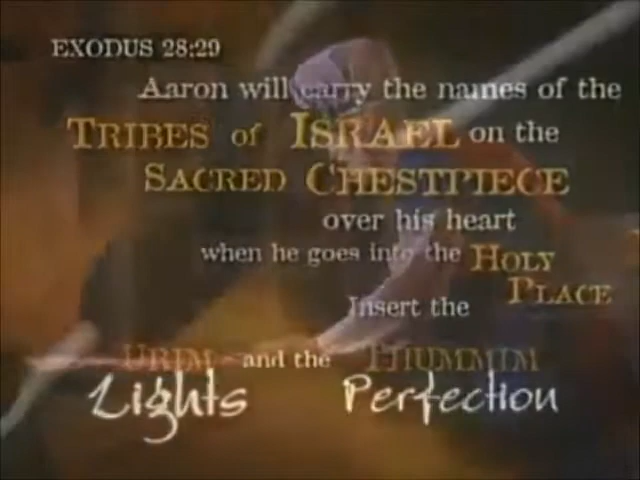 EXODUS 28:29
Aaron will carry the names of the
TRIBES of ISRAEL on the
SACRED CHESTPIECE
over his heart
when he goes into the HOLY
PLACE
Insert the
URIM and the THUMMIM
Lights Perfection